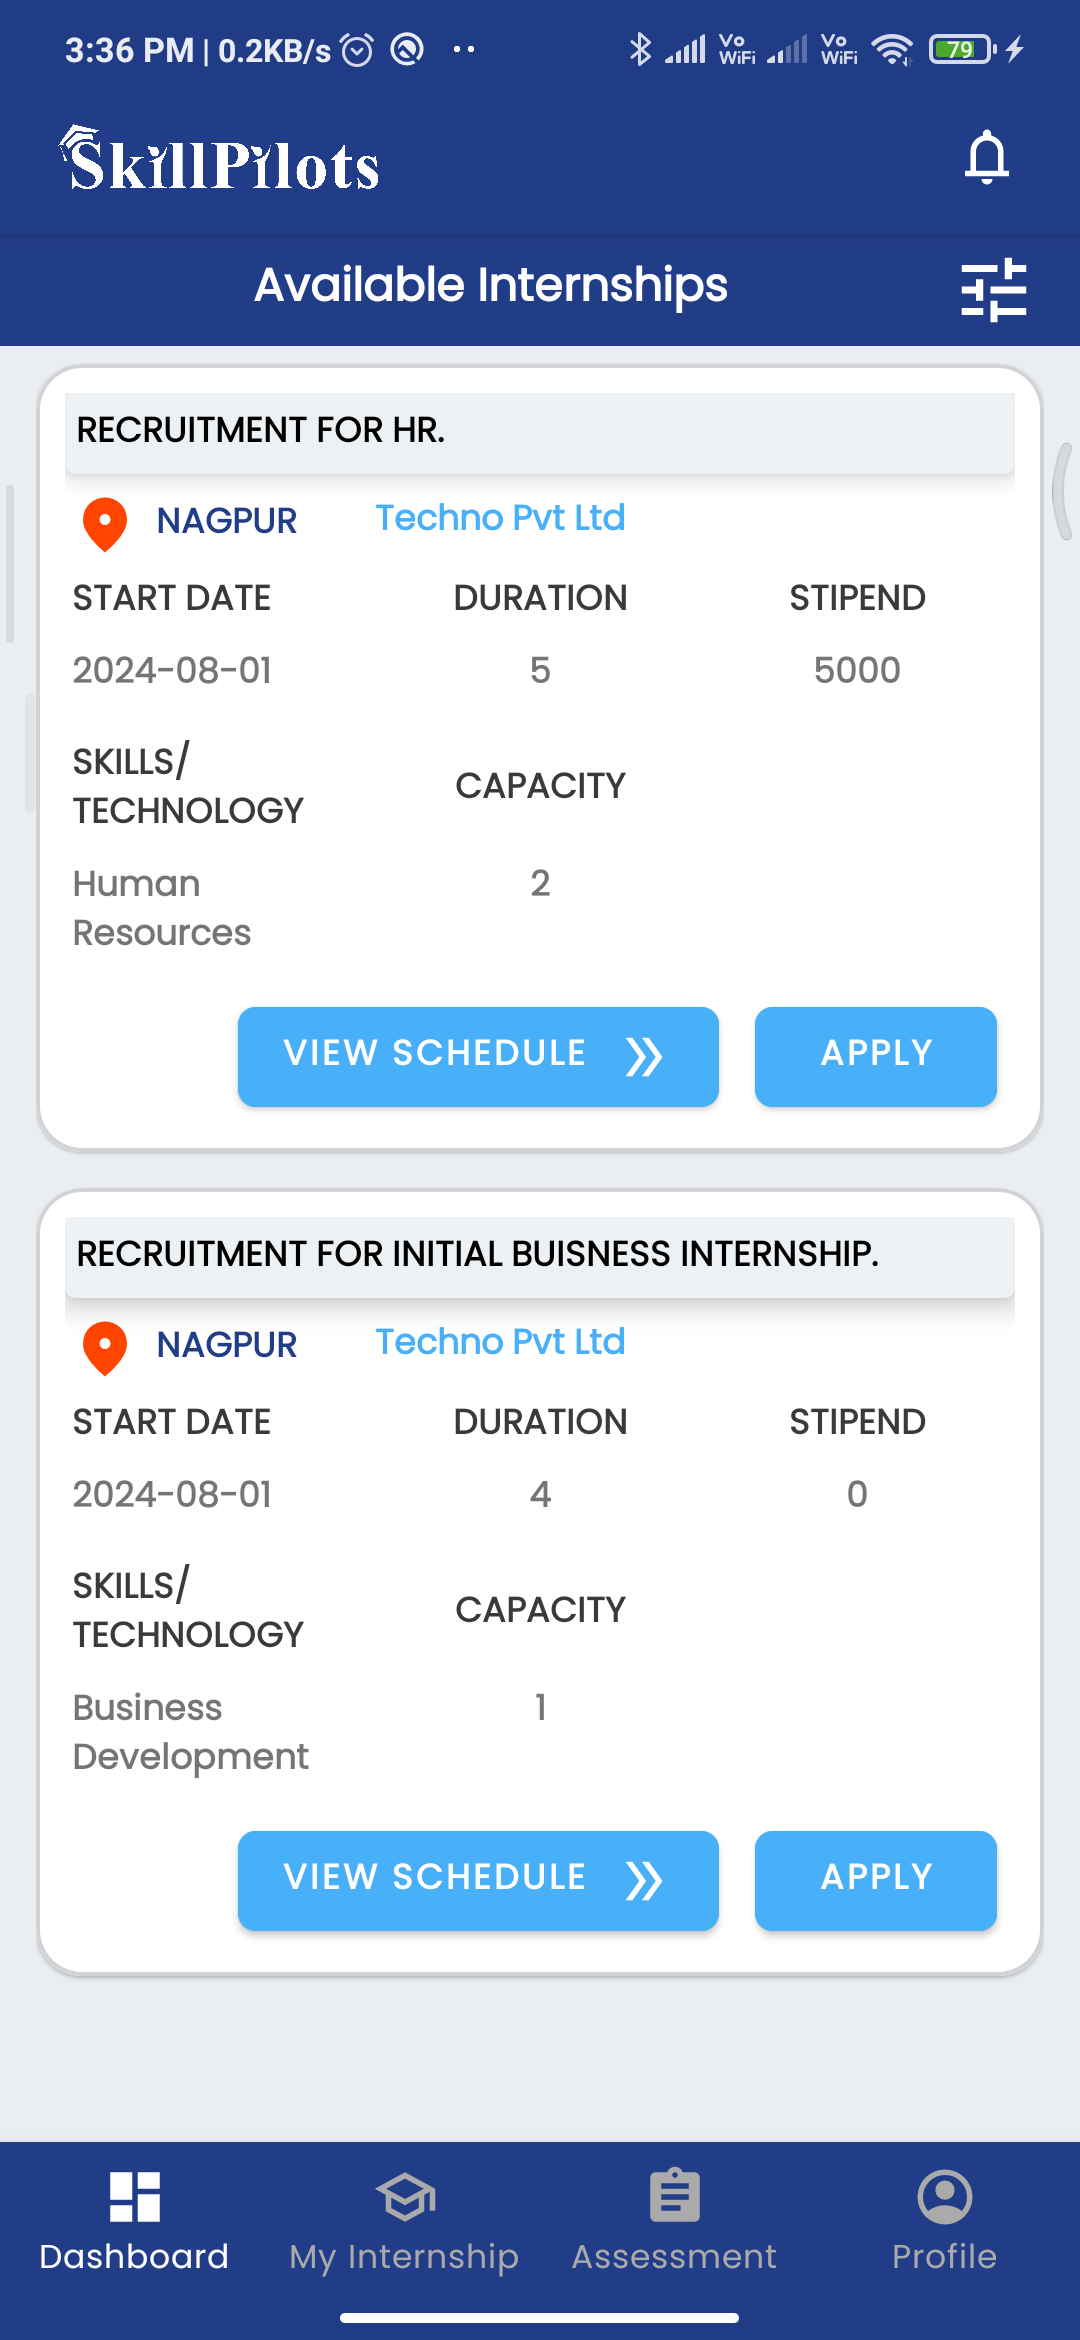 3:36 PM | 0.2KB/s Vo WiFi Vo WiFi 79
SkillPilots
Available Internships
RECRUITMENT FOR HR.
NAGPUR Techno Pvt Ltd
START DATE DURATION STIPEND
2024-08-01 5 5000
SKILLS/
TECHNOLOGY CAPACITY
Human 2
Resources
VIEW SCHEDULE APPLY
RECRUITMENT FOR INITIAL BUISNESS INTERNSHIP.
NAGPUR Techno Pvt Ltd
START DATE DURATION STIPEND
2024-08-01 4 0
SKILLS/
TECHNOLOGY CAPACITY
Business 1
Development
VIEW SCHEDULE APPLY
Dashboard My Internship Assessment Profile